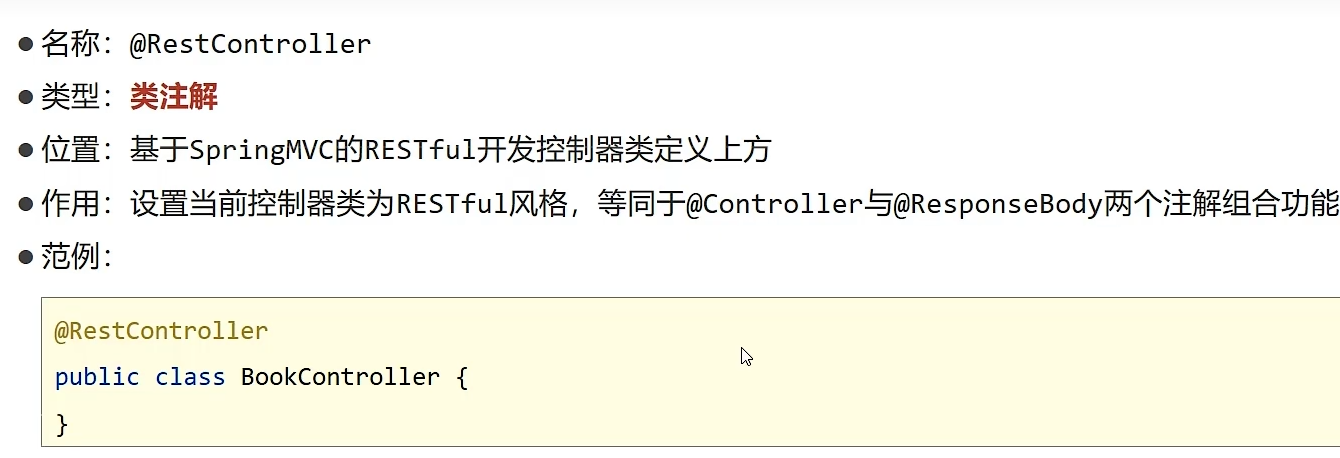 ● 名称：@RestController
● 类型：类注解
● 位置：基于SpringMVC的RESTful开发控制器类定义上方
● 作用：设置当前控制器类为RESTful风格，等同于@Controller与@ResponseBody两个注解组合功能
● 范例：
@RestController
public class BookController {
}